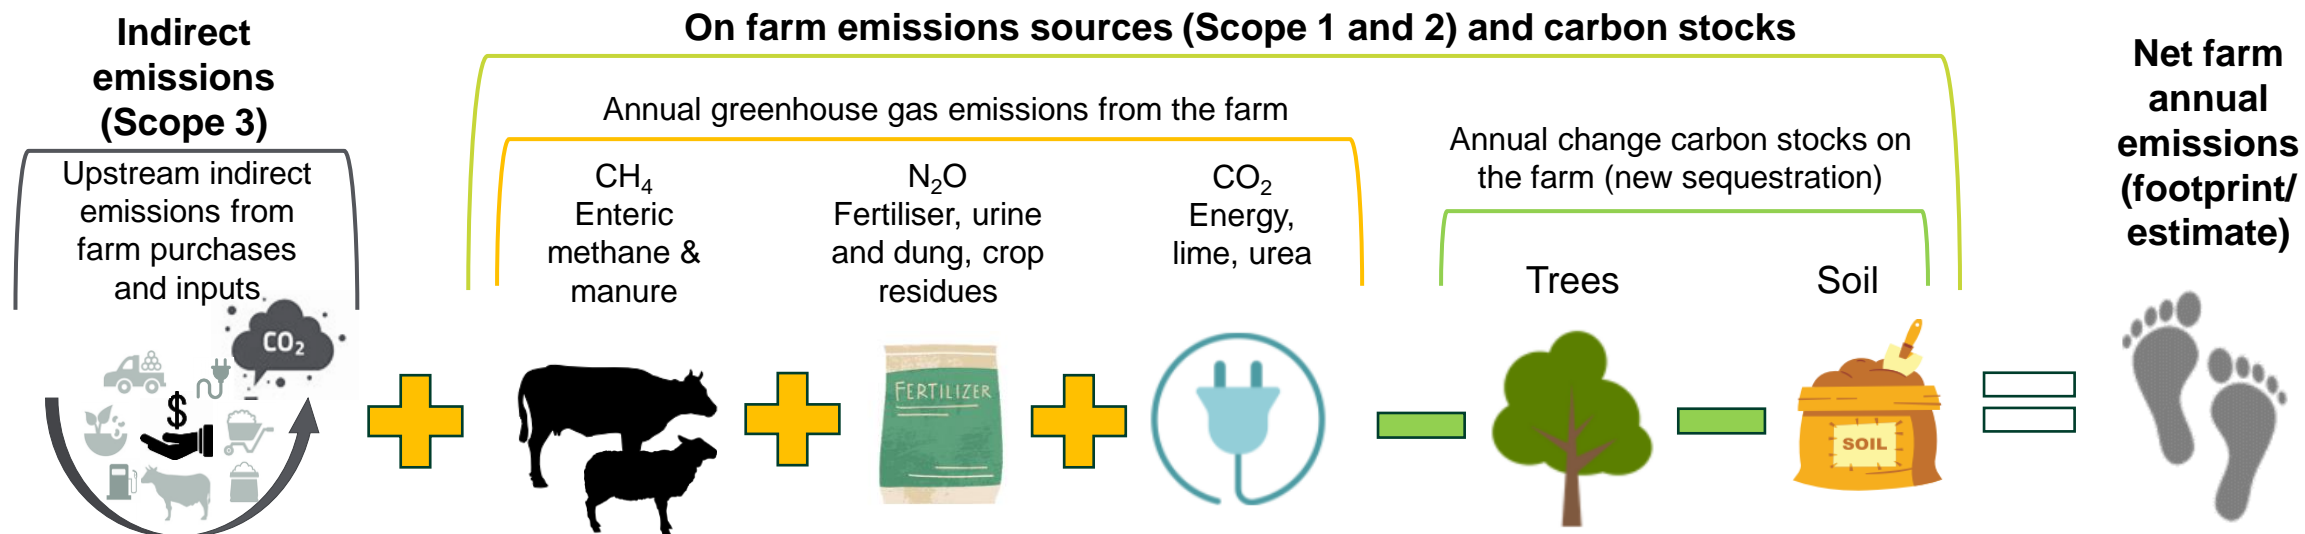 Indirect
emissions
(Scope 3)
Upstream indirect
emissions from
farm purchases
and inputs
CO₂
$
On farm emissions sources (Scope 1 and 2) and carbon stocks
Annual greenhouse gas emissions from the farm
CH₄
Enteric
methane &
manure
N₂O
Fertiliser, urine
and dung, crop
residues
FERTILIZER
CO₂
Energy,
lime, urea
Annual change carbon stocks on
the farm (new sequestration)
Trees
Soil
SOIL
Net farm
annual
emissions
(footprint/
estimate)